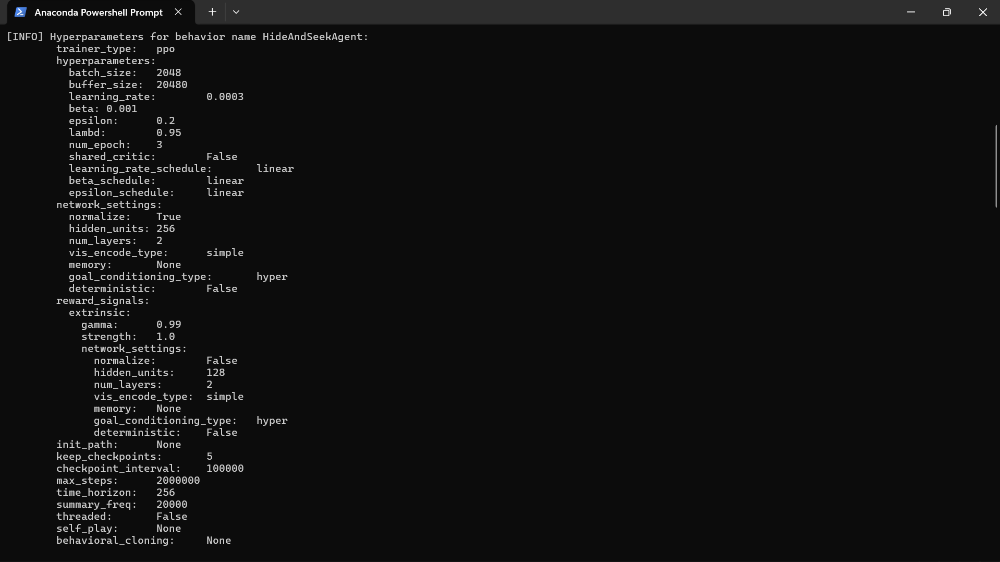 Anaconda Powershell Prompt
[INFO] Hyperparameters for behavior name HideAndSeekAgent:
trainer_type: ppo
hyperparameters:
batch_size: 2048
buffer_size: 20480
learning_rate: 0.0003
beta: 0.001
epsilon: 0.2
lambd: 0.95
num_epoch: 3
shared_critic: False
learning_rate_schedule: linear
beta_schedule: linear
epsilon_schedule: linear
network_settings:
normalize: True
hidden_units: 256
num_layers: 2
vis_encode_type: simple
memory: None
goal_conditioning_type: hyper
deterministic: False
reward_signals:
extrinsic:
gamma: 0.99
strength: 1.0
network_settings:
normalize: False
hidden_units: 128
num_layers: 2
vis_encode_type: simple
memory: None
goal_conditioning_type: hyper
deterministic: False
init_path: None
keep_checkpoints: 5
checkpoint_interval: 100000
max_steps: 2000000
time_horizon: 256
summary_freq: 20000
threaded: False
self_play: None
behavioral_cloning: None